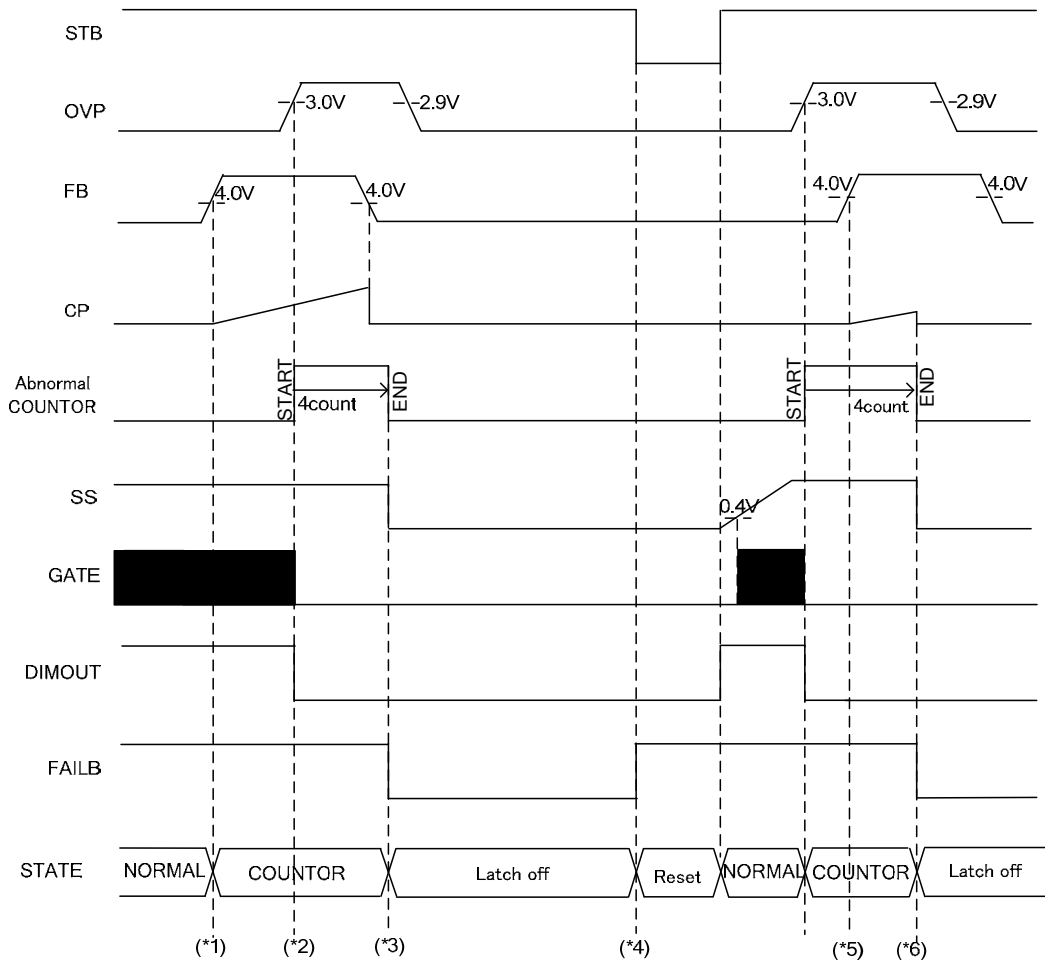 STB
OVP
3.0V
2.9V
3.0V
2.9V
FB
4.0V
4.0V
4.0V
4.0V
CP
Abnormal
COUNTOR
START
4count
END
START
4count
END
SS
0.4V
GATE
DIMOUT
FAILB
STATE
NORMAL
COUNTOR
Latch off
Reset
NORMAL
COUNTOR
Latch off
(*1)
(*2)
(*3)
(*4)
(*5)
(*6)